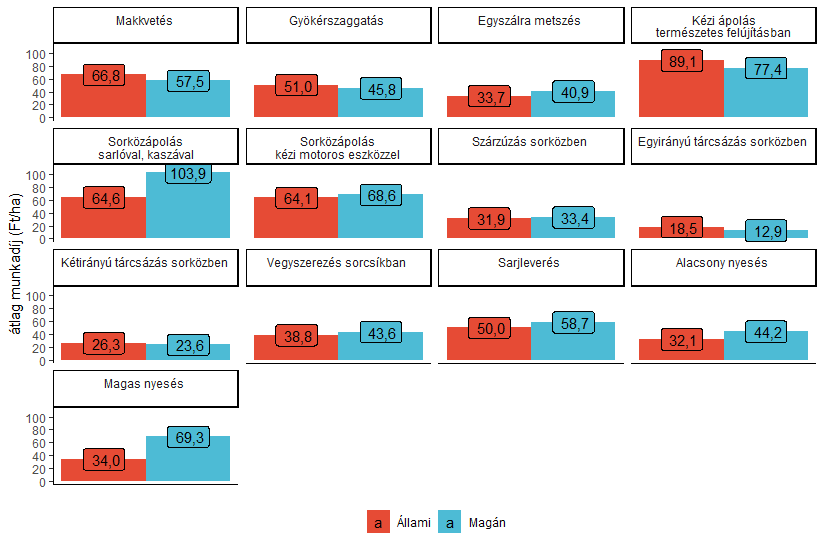 Makkvetés
Gyökérszaggatás
Egyszálra metszés
Kézi ápolás
természetes felújításban
100
80
60
40
20
0
66,8
57,5
51,0
45,8
33,7
40,9
89,1
77,4
Sorközápolás
sarlóval, kaszával
Sorközápolás
kézi motoros eszközzel
Szárzúzás sorközben
Egyirányú tárcsázás sorközben
100
80
60
40
20
0
64,6
103,9
64,1
68,6
31,9
33,4
18,5
12,9
Kétirányú tárcsázás sorközben
Vegyszerezés sorcsíkban
Sarjleverés
Alacsony nyesés
100
80
60
40
20
0
26,3
23,6
38,8
43,6
50,0
58,7
32,1
44,2
Magas nyesés
100
80
60
40
20
0
34,0
69,3
átlag munkadíj (Ft/ha)
a Állami a Magán